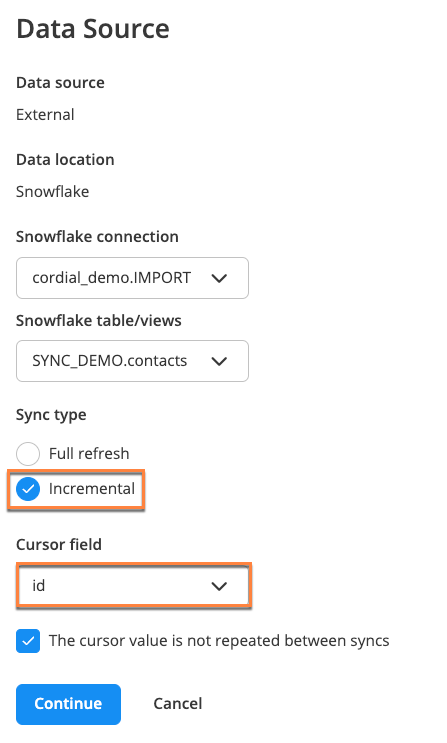 Data Source
Data source
External
Data location
Snowflake
Snowflake connection
cordial_demo.IMPORT
Snowflake table/views
SYNC_DEMO.contacts
Sync type
Full refresh
Incremental
Cursor field
id
The cursor value is not repeated between syncs
Continue Cancel